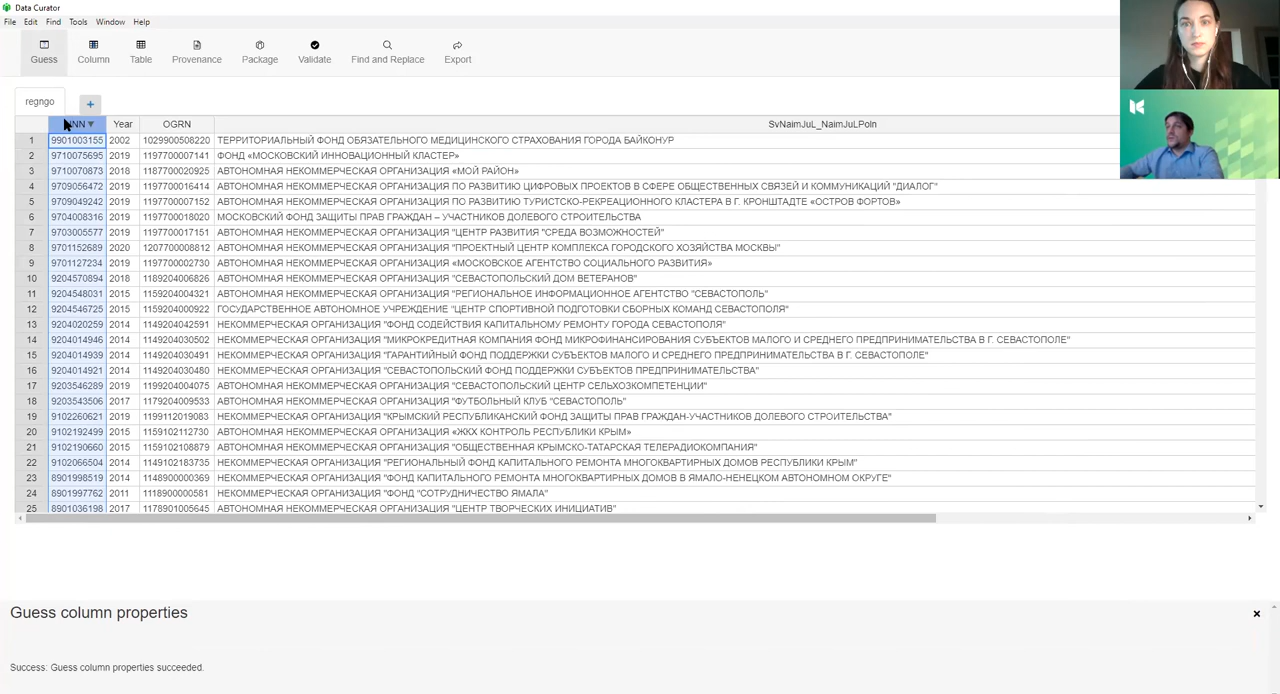 Data Curator
File Edit Find Tools Window Help
Guess Column Table Provenance Package Validate Find and Replace Export
regngo +
INN ▼ Year OGRN SvNaimJuL_NaimJuLPoln
1 9901003155 2002 1029900508220 ТЕРРИТОРИАЛЬНЫЙ ФОНД ОБЯЗАТЕЛЬНОГО МЕДИЦИНСКОГО СТРАХОВАНИЯ ГОРОДА БАЙКОНУР
2 9710075695 2019 1197700007141 ФОНД «МОСКОВСКИЙ ИННОВАЦИОННЫЙ КЛАСТЕР»
3 9710070873 2018 1187700020925 АВТОНОМНАЯ НЕКОММЕРЧЕСКАЯ ОРГАНИЗАЦИЯ «МОЙ РАЙОН»
4 9709056472 2019 1197700016414 АВТОНОМНАЯ НЕКОММЕРЧЕСКАЯ ОРГАНИЗАЦИЯ ПО РАЗВИТИЮ ЦИФРОВЫХ ПРОЕКТОВ В СФЕРЕ ОБЩЕСТВЕННЫХ СВЯЗЕЙ И КОММУНИКАЦИЙ "ДИАЛОГ"
5 9709049242 2019 1197700007152 АВТОНОМНАЯ НЕКОММЕРЧЕСКАЯ ОРГАНИЗАЦИЯ ПО РАЗВИТИЮ ТУРИСТСКО-РЕКРЕАЦИОННОГО КЛАСТЕРА В Г. КРОНШТАДТЕ «ОСТРОВ ФОРТОВ»
6 9704008316 2019 1197700018020 МОСКОВСКИЙ ФОНД ЗАЩИТЫ ПРАВ ГРАЖДАН – УЧАСТНИКОВ ДОЛЕВОГО СТРОИТЕЛЬСТВА
7 9703005577 2019 1197700017151 АВТОНОМНАЯ НЕКОММЕРЧЕСКАЯ ОРГАНИЗАЦИЯ "ЦЕНТР РАЗВИТИЯ "СРЕДА ВОЗМОЖНОСТЕЙ"
8 9701152689 2020 1207700008812 АВТОНОМНАЯ НЕКОММЕРЧЕСКАЯ ОРГАНИЗАЦИЯ "ПРОЕКТНЫЙ ЦЕНТР КОМПЛЕКСА ГОРОДСКОГО ХОЗЯЙСТВА МОСКВЫ"
9 9701127234 2019 1197700002730 АВТОНОМНАЯ НЕКОММЕРЧЕСКАЯ ОРГАНИЗАЦИЯ «МОСКОВСКОЕ АГЕНТСТВО СОЦИАЛЬНОГО РАЗВИТИЯ»
10 9204570894 2018 1189204006826 АВТОНОМНАЯ НЕКОММЕРЧЕСКАЯ ОРГАНИЗАЦИЯ "СЕВАСТОПОЛЬСКИЙ ДОМ ВЕТЕРАНОВ"
11 9204548031 2015 1159204004321 АВТОНОМНАЯ НЕКОММЕРЧЕСКАЯ ОРГАНИЗАЦИЯ "РЕГИОНАЛЬНОЕ ИНФОРМАЦИОННОЕ АГЕНТСТВО "СЕВАСТОПОЛЬ"
12 9204546725 2015 1159204000922 ГОСУДАРСТВЕННОЕ АВТОНОМНОЕ УЧРЕЖДЕНИЕ "ЦЕНТР СПОРТИВНОЙ ПОДГОТОВКИ СБОРНЫХ КОМАНД СЕВАСТОПОЛЯ"
13 9204020259 2014 1149204042591 НЕКОММЕРЧЕСКАЯ ОРГАНИЗАЦИЯ "ФОНД СОДЕЙСТВИЯ КАПИТАЛЬНОМУ РЕМОНТУ ГОРОДА СЕВАСТОПОЛЯ"
14 9204014946 2014 1149204030502 НЕКОММЕРЧЕСКАЯ ОРГАНИЗАЦИЯ "МИКРОКРЕДИТНАЯ КОМПАНИЯ ФОНД МИКРОФИНАНСИРОВАНИЯ СУБЪЕКТОВ МАЛОГО И СРЕДНЕГО ПРЕДПРИНИМАТЕЛЬСТВА В Г. СЕВАСТОПОЛЕ"
15 9204014939 2014 1149204030491 НЕКОММЕРЧЕСКАЯ ОРГАНИЗАЦИЯ "ГАРАНТИЙНЫЙ ФОНД ПОДДЕРЖКИ СУБЪЕКТОВ МАЛОГО И СРЕДНЕГО ПРЕДПРИНИМАТЕЛЬСТВА В Г. СЕВАСТОПОЛЕ"
16 9204014921 2014 1149204030480 НЕКОММЕРЧЕСКАЯ ОРГАНИЗАЦИЯ "СЕВАСТОПОЛЬСКИЙ ФОНД ПОДДЕРЖКИ СУБЪЕКТОВ ПРЕДПРИНИМАТЕЛЬСТВА"
17 9203546289 2019 1199204004075 АВТОНОМНАЯ НЕКОММЕРЧЕСКАЯ ОРГАНИЗАЦИЯ "СЕВАСТОПОЛЬСКИЙ ЦЕНТР СЕЛЬХОЗКОМПЕТЕНЦИИ"
18 9203543506 2017 1179204009533 АВТОНОМНАЯ НЕКОММЕРЧЕСКАЯ ОРГАНИЗАЦИЯ "ФУТБОЛЬНЫЙ КЛУБ "СЕВАСТОПОЛЬ"
19 9102260621 2019 1199112019083 НЕКОММЕРЧЕСКАЯ ОРГАНИЗАЦИЯ "КРЫМСКИЙ РЕСПУБЛИКАНСКИЙ ФОНД ЗАЩИТЫ ПРАВ ГРАЖДАН-УЧАСТНИКОВ ДОЛЕВОГО СТРОИТЕЛЬСТВА"
20 9102192499 2015 1159102112730 АВТОНОМНАЯ НЕКОММЕРЧЕСКАЯ ОРГАНИЗАЦИЯ «ЖКХ КОНТРОЛЬ РЕСПУБЛИКИ КРЫМ»
21 9102190660 2015 1159102108879 АВТОНОМНАЯ НЕКОММЕРЧЕСКАЯ ОРГАНИЗАЦИЯ "ОБЩЕСТВЕННАЯ КРЫМСКО-ТАТАРСКАЯ ТЕЛЕРАДИОКОМПАНИЯ"
22 9102066504 2014 1149102183735 НЕКОММЕРЧЕСКАЯ ОРГАНИЗАЦИЯ "РЕГИОНАЛЬНЫЙ ФОНД КАПИТАЛЬНОГО РЕМОНТА МНОГОКВАРТИРНЫХ ДОМОВ РЕСПУБЛИКИ КРЫМ"
23 8901998519 2014 1148900000369 НЕКОММЕРЧЕСКАЯ ОРГАНИЗАЦИЯ "ФОНД КАПИТАЛЬНОГО РЕМОНТА МНОГОКВАРТИРНЫХ ДОМОВ В ЯМАЛО-НЕНЕЦКОМ АВТОНОМНОМ ОКРУГЕ"
24 8901997762 2011 1118900000581 НЕКОММЕРЧЕСКАЯ ОРГАНИЗАЦИЯ "ФОНД "СОТРУДНИЧЕСТВО ЯМАЛА"
25 8901036198 2017 1178901005645 АВТОНОМНАЯ НЕКОММЕРЧЕСКАЯ ОРГАНИЗАЦИЯ "ЦЕНТР ТВОРЧЕСКИХ ИНИЦИАТИВ"
Guess column properties
Success: Guess column properties succeeded.